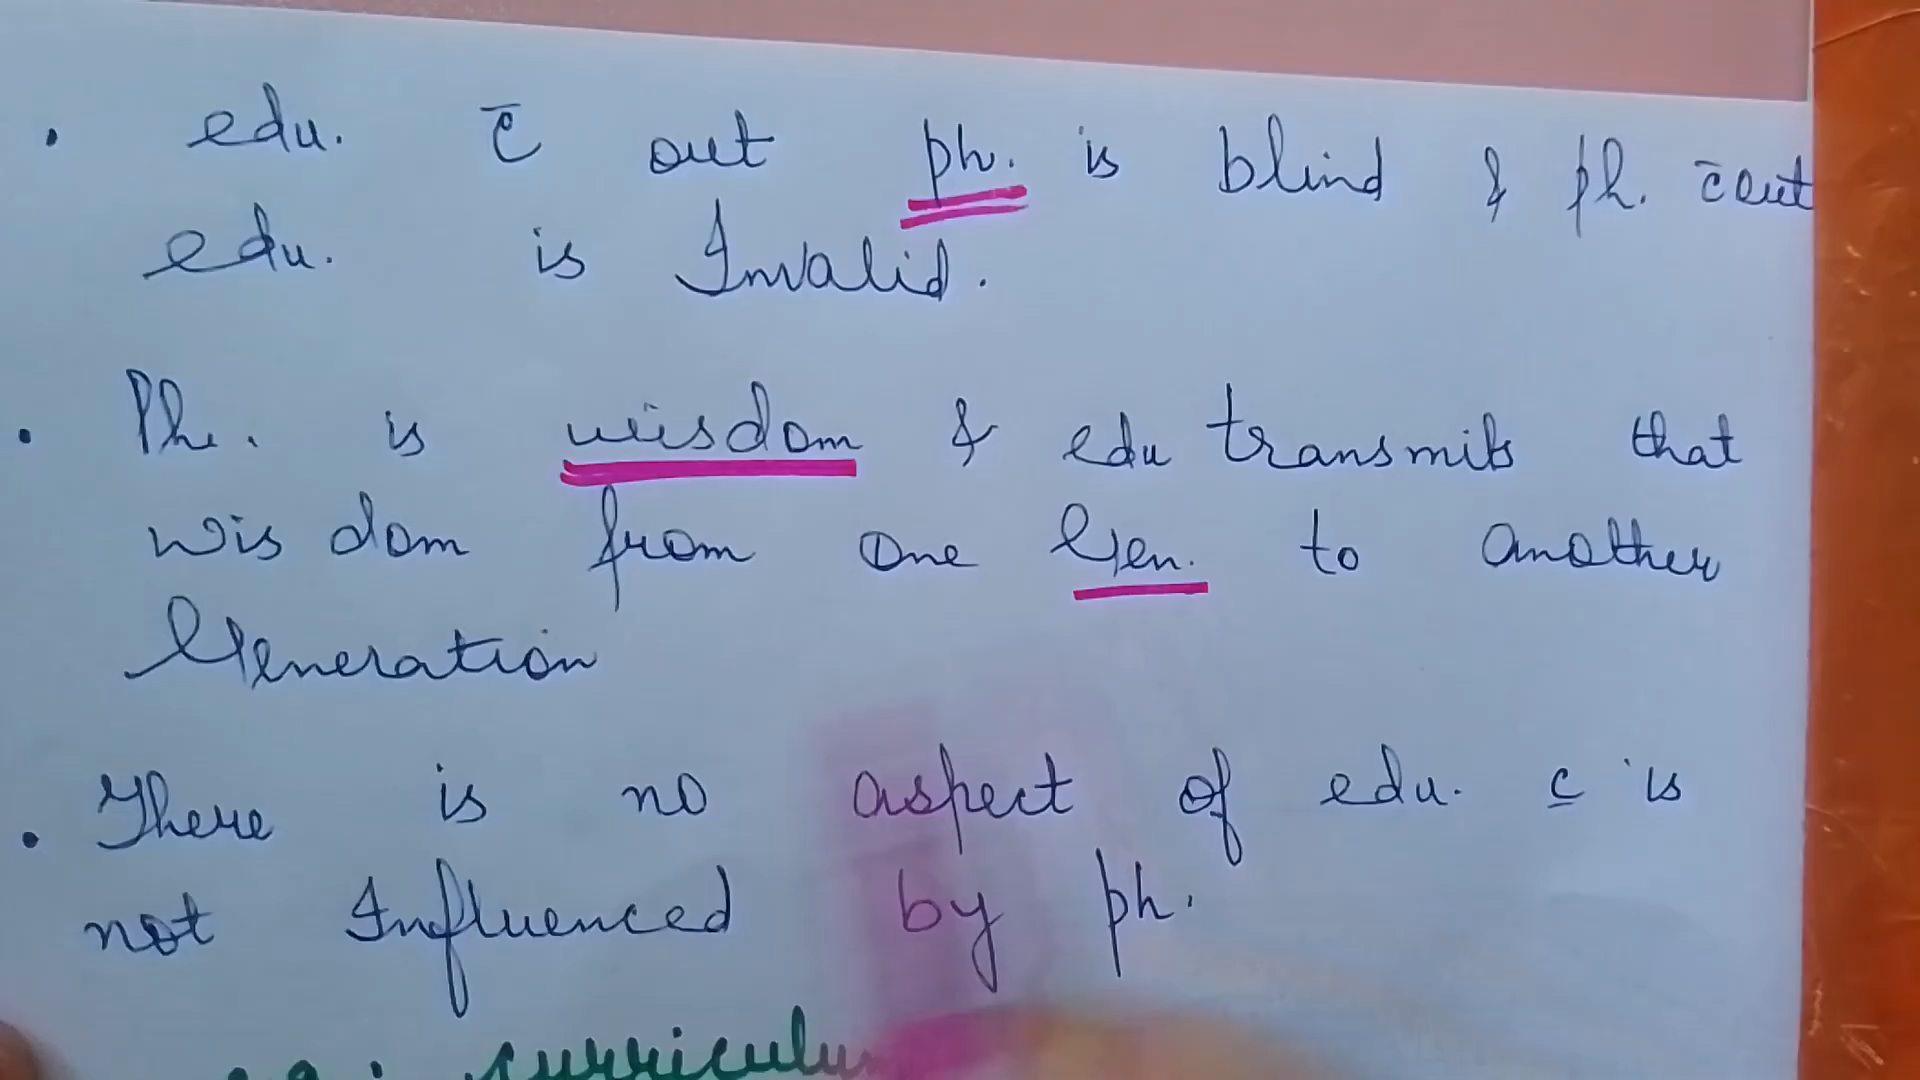 • edu. c̄ out ph. is blind & ph. c̄out
edu. is Invalid.
• Ph. is wisdom & edu transmits that
wisdom from one Gen. to another
Generation
• There is no aspect of edu. c̲ is
not Influenced by ph.